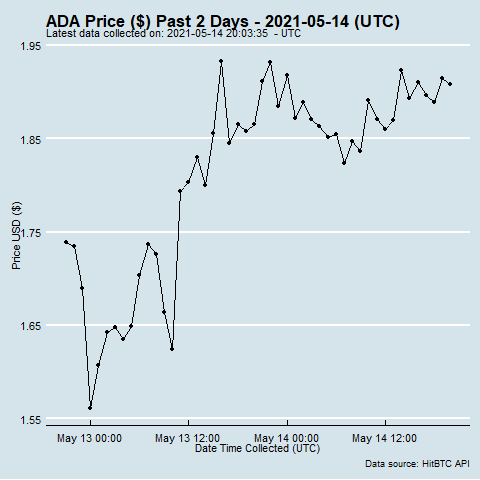 ADA Price ($) Past 2 Days - 2021-05-14 (UTC)
Latest data collected on: 2021-05-14 20:03:35  - UTC
1.95
1.85
1.75
1.65
1.55
Price USD ($)
May 13 00:00
May 13 12:00
May 14 00:00
May 14 12:00
Date Time Collected (UTC)
Data source: HitBTC API